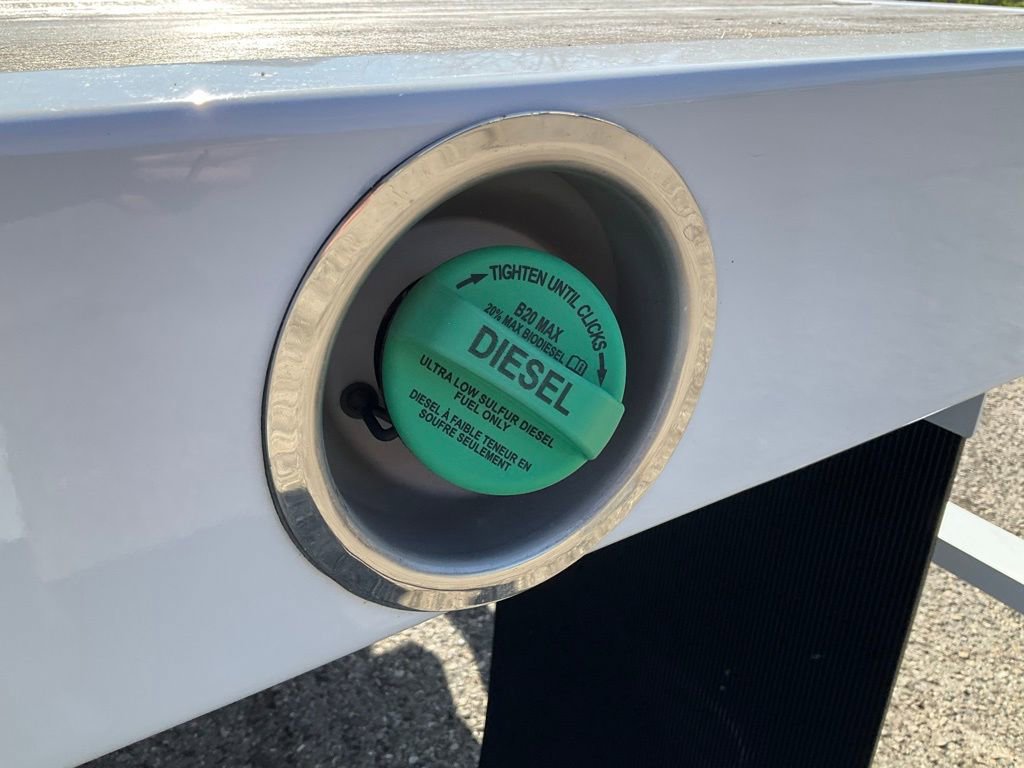 TIGHTEN UNTIL CLICKS
B20 MAX
20% MAX BIODIESEL
DIESEL
ULTRA LOW SULFUR DIESEL
FUEL ONLY
DIESEL À FAIBLE TENEUR EN
SOUFRE SEULEMENT